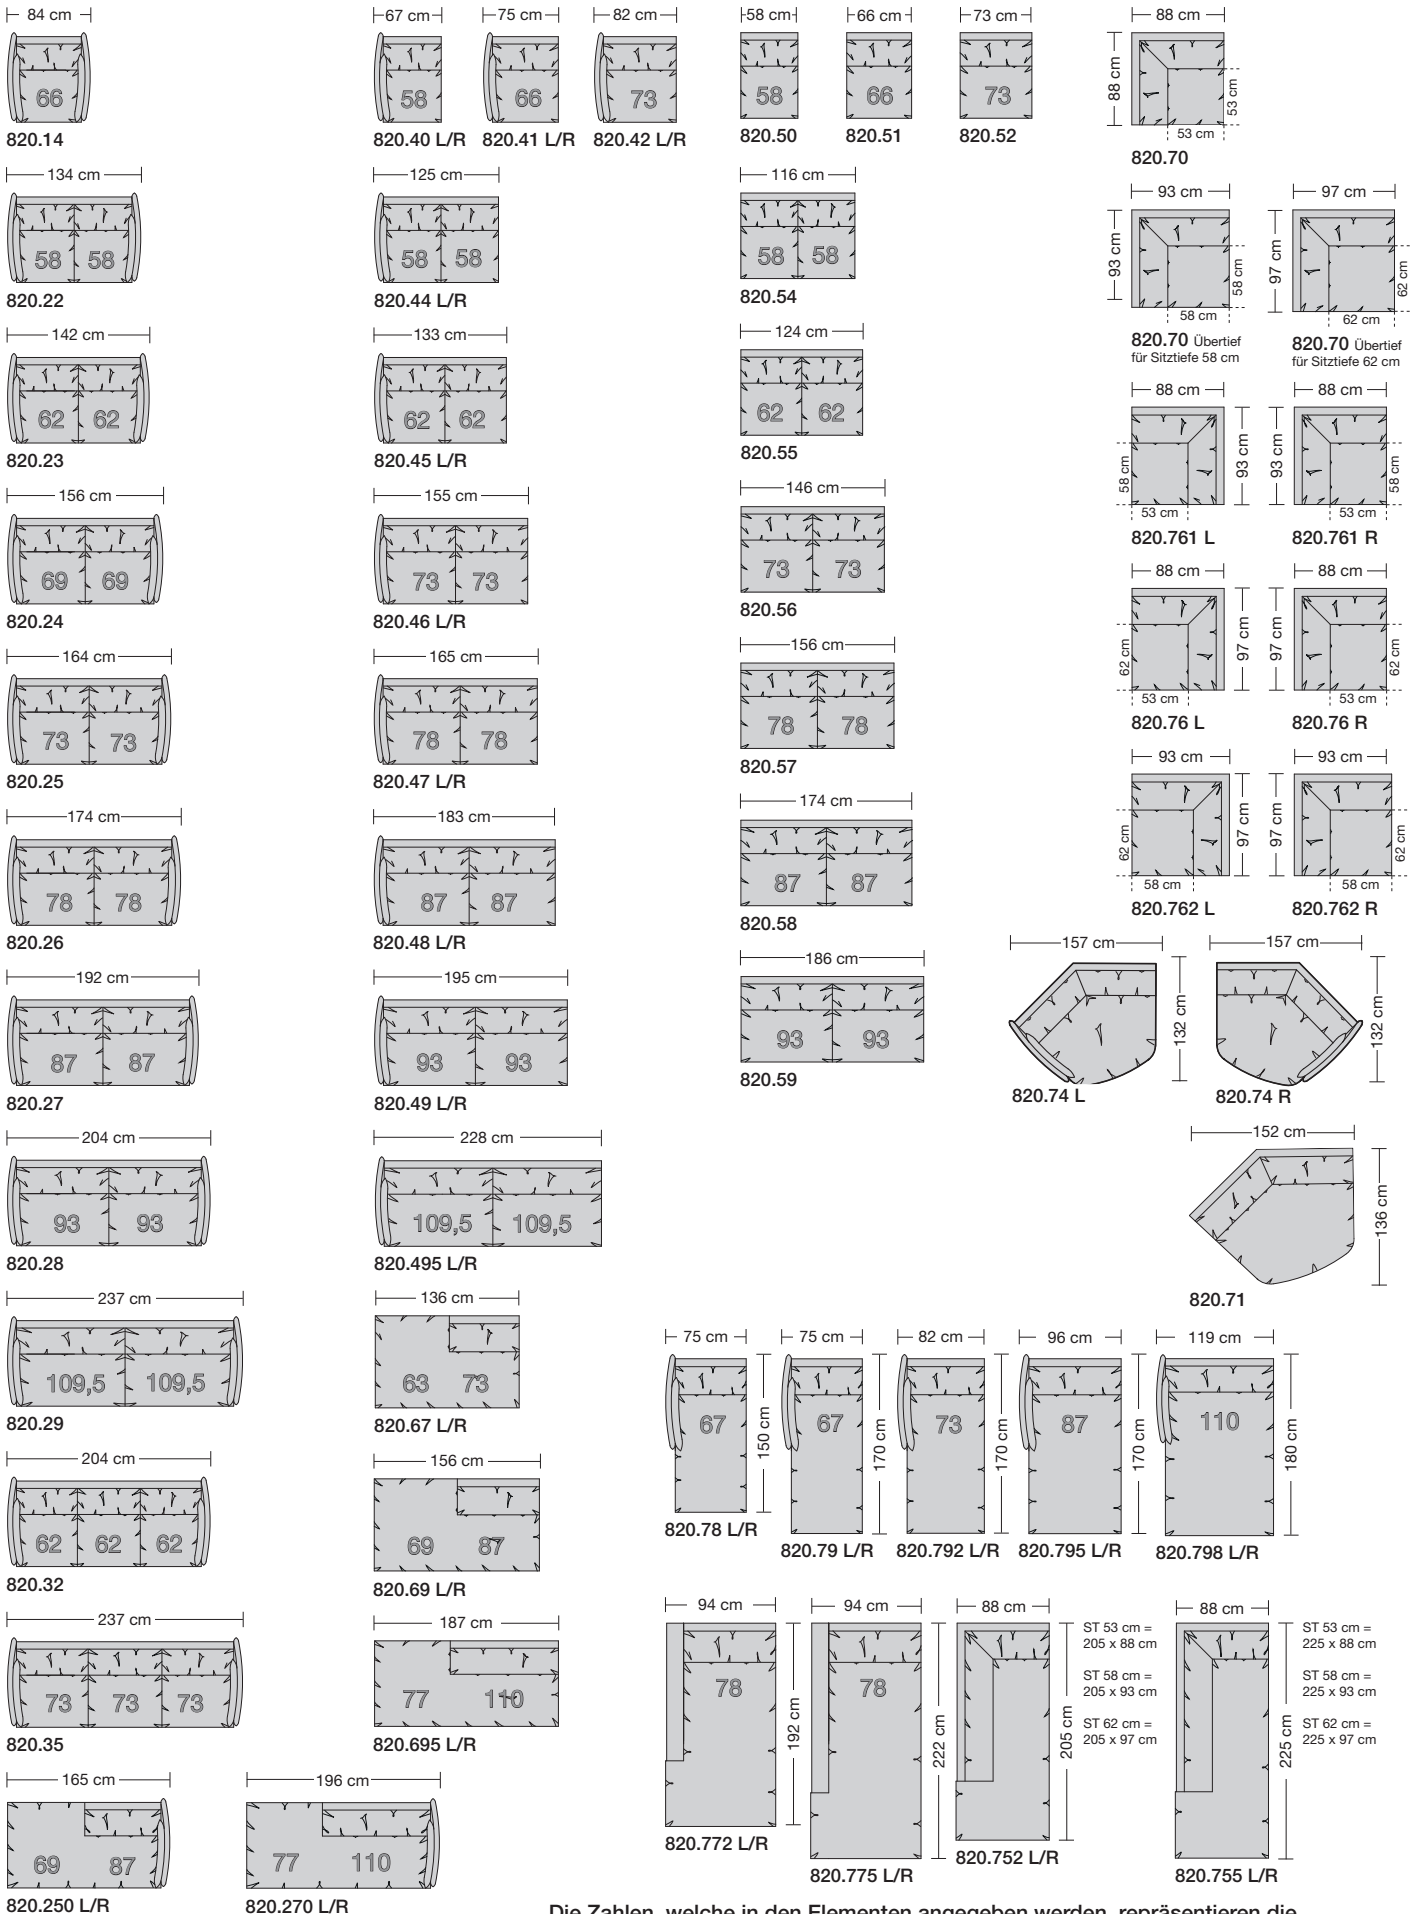 84 cm
66
820.14
67 cm
58
820.40 L/R
75 cm
66
820.41 L/R
82 cm
73
820.42 L/R
58 cm
58
820.50
66 cm
66
820.51
73 cm
73
820.52
88 cm
88 cm
53 cm
53 cm
820.70
134 cm
58 58
820.22
125 cm
58 58
820.44 L/R
116 cm
58 58
820.54
93 cm
93 cm
58 cm
58 cm
820.70 Übertief
für Sitztiefe 58 cm
97 cm
97 cm
62 cm
62 cm
820.70 Übertief
für Sitztiefe 62 cm
142 cm
62 62
820.23
133 cm
62 62
820.45 L/R
124 cm
62 62
820.55
88 cm
58 cm
93 cm
53 cm
820.761 L
88 cm
93 cm
58 cm
53 cm
820.761 R
156 cm
69 69
820.24
155 cm
73 73
820.46 L/R
146 cm
73 73
820.56
88 cm
62 cm
97 cm
53 cm
820.76 L
88 cm
97 cm
62 cm
53 cm
820.76 R
164 cm
73 73
820.25
165 cm
78 78
820.47 L/R
156 cm
78 78
820.57
93 cm
62 cm
97 cm
58 cm
820.762 L
93 cm
97 cm
62 cm
58 cm
820.762 R
174 cm
78 78
820.26
183 cm
87 87
820.48 L/R
174 cm
87 87
820.58
157 cm
132 cm
820.74 L
157 cm
132 cm
820.74 R
192 cm
87 87
820.27
195 cm
93 93
820.49 L/R
186 cm
93 93
820.59
204 cm
93 93
820.28
228 cm
109,5 109,5
820.495 L/R
152 cm
136 cm
820.71
237 cm
109,5 109,5
820.29
136 cm
63 73
820.67 L/R
75 cm
67
150 cm
820.78 L/R
75 cm
67
170 cm
820.79 L/R
82 cm
73
170 cm
820.792 L/R
96 cm
87
170 cm
820.795 L/R
119 cm
110
180 cm
820.798 L/R
204 cm
62 62 62
820.32
156 cm
69 87
820.69 L/R
237 cm
73 73 73
820.35
187 cm
77 110
820.695 L/R
94 cm
78
192 cm
820.772 L/R
94 cm
78
222 cm
820.775 L/R
88 cm
205 cm
820.752 L/R
ST 53 cm =
205 x 88 cm
ST 58 cm =
205 x 93 cm
ST 62 cm =
205 x 97 cm
88 cm
225 cm
820.755 L/R
ST 53 cm =
225 x 88 cm
ST 58 cm =
225 x 93 cm
ST 62 cm =
225 x 97 cm
165 cm
69 87
820.250 L/R
196 cm
77 110
820.270 L/R
Die Zahlen, welche in den Elementen angegeben werden, repräsentieren die